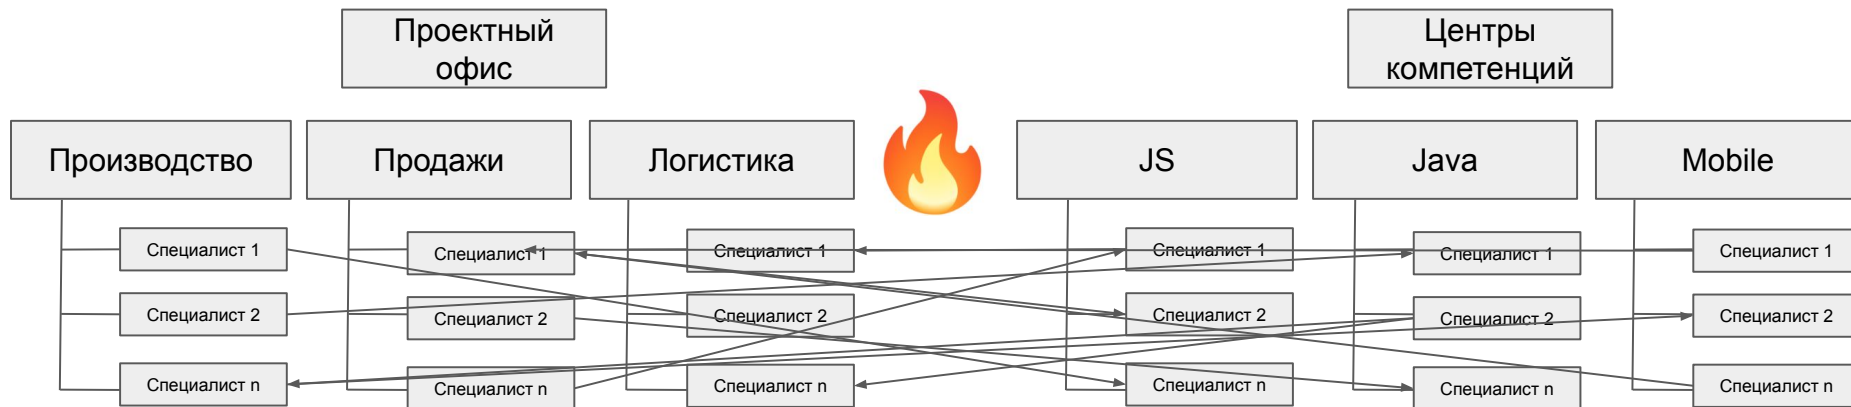 Проектный
офис
Центры
компетенций
Производство
Продажи
Логистика
JS
Java
Mobile
Специалист 1
Специалист 1
Специалист 1
Специалист 1
Специалист 1
Специалист 1
Специалист 2
Специалист 2
Специалист 2
Специалист 2
Специалист 2
Специалист 2
Специалист n
Специалист n
Специалист n
Специалист n
Специалист n
Специалист n